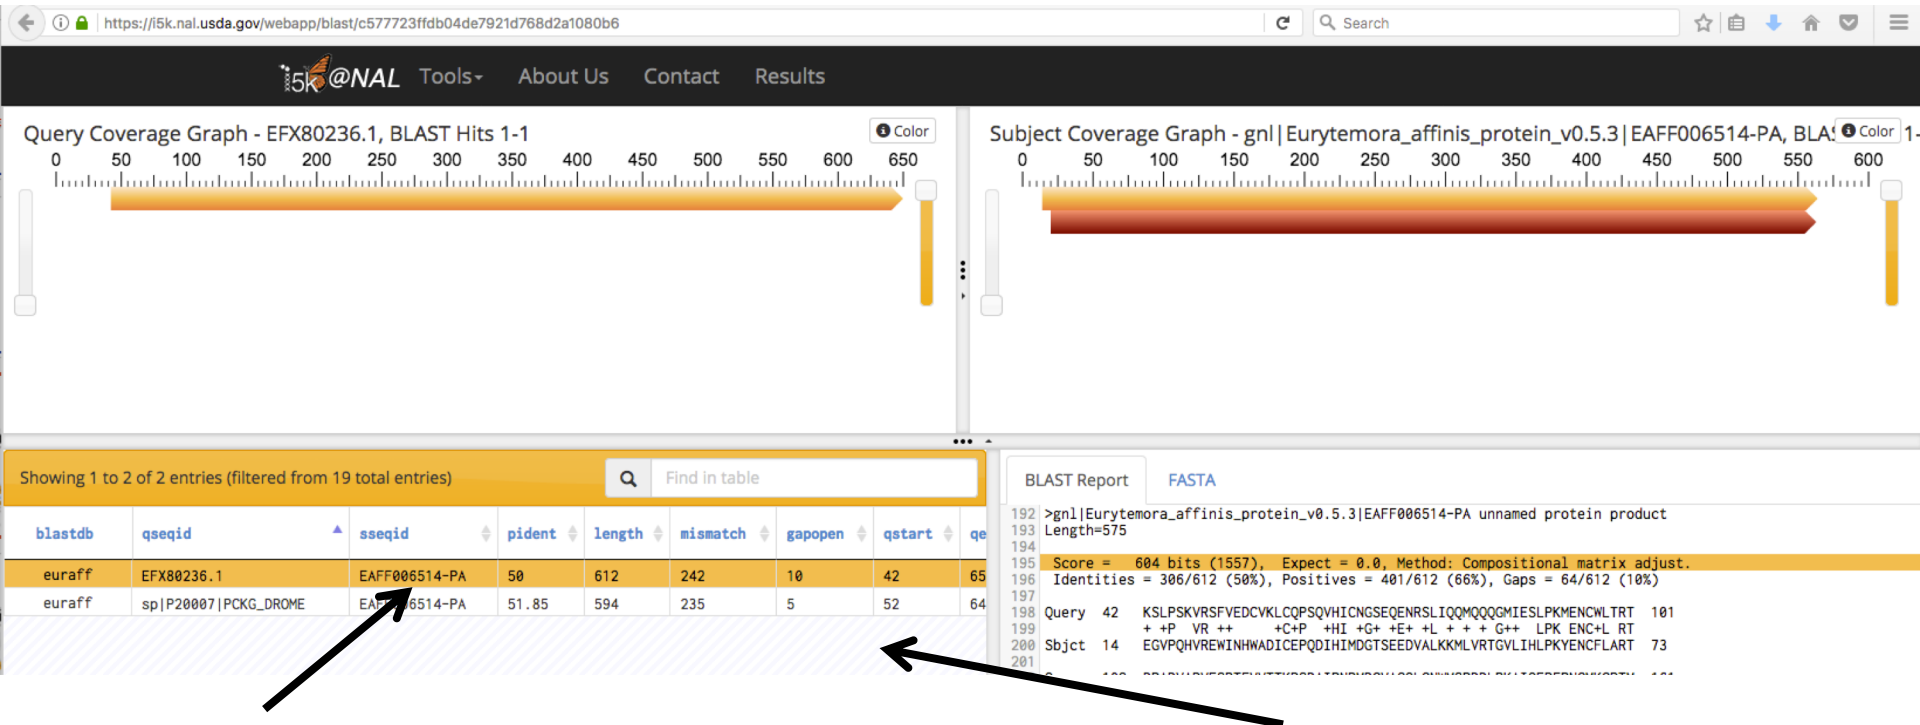 https://i5k.nal.usda.gov/webapp/blast/c577723ffdb04de7921d768d2a1080b6 Search
i5k@NAL Tools About Us Contact Results
Query Coverage Graph - EFX80236.1, BLAST Hits 1-1 Color
0 50 100 150 200 250 300 350 400 450 500 550 600 650
Subject Coverage Graph - gnl|Eurytemora_affinis_protein_v0.5.3|EAFF006514-PA, BLA Color 1-
0 50 100 150 200 250 300 350 400 450 500 550 600
Showing 1 to 2 of 2 entries (filtered from 19 total entries) Find in table
blastdb qseqid sseqid pident length mismatch gapopen qstart qe
euraff EFX80236.1 EAFF006514-PA 50 612 242 10 42 65
euraff sp|P20007|PCKG_DROME 6514-PA 51.85 594 235 5 52 64
BLAST Report FASTA
192 >gnl|Eurytemora_affinis_protein_v0.5.3|EAFF006514-PA unnamed protein product
193 Length=575
194
195 Score = 604 bits (1557), Expect = 0.0, Method: Compositional matrix adjust.
196 Identities = 306/612 (50%), Positives = 401/612 (66%), Gaps = 64/612 (10%)
197
198 Query 42 KSLPSKVRSFVEDCVKLCQPSQVHICNGSEQENRSLIQQMQQQGMIESLPKMENCWLTRT 101
199 + +P VR ++ +C+P +HI +G+ +E+ +L + + + G++ LPK ENC+L RT
200 Sbjct 14 EGVPQHVREWINHWADICEPQDIHIMDGTSEEDVALKKMLVRTGVLIHLPKYENCFLART 73
201